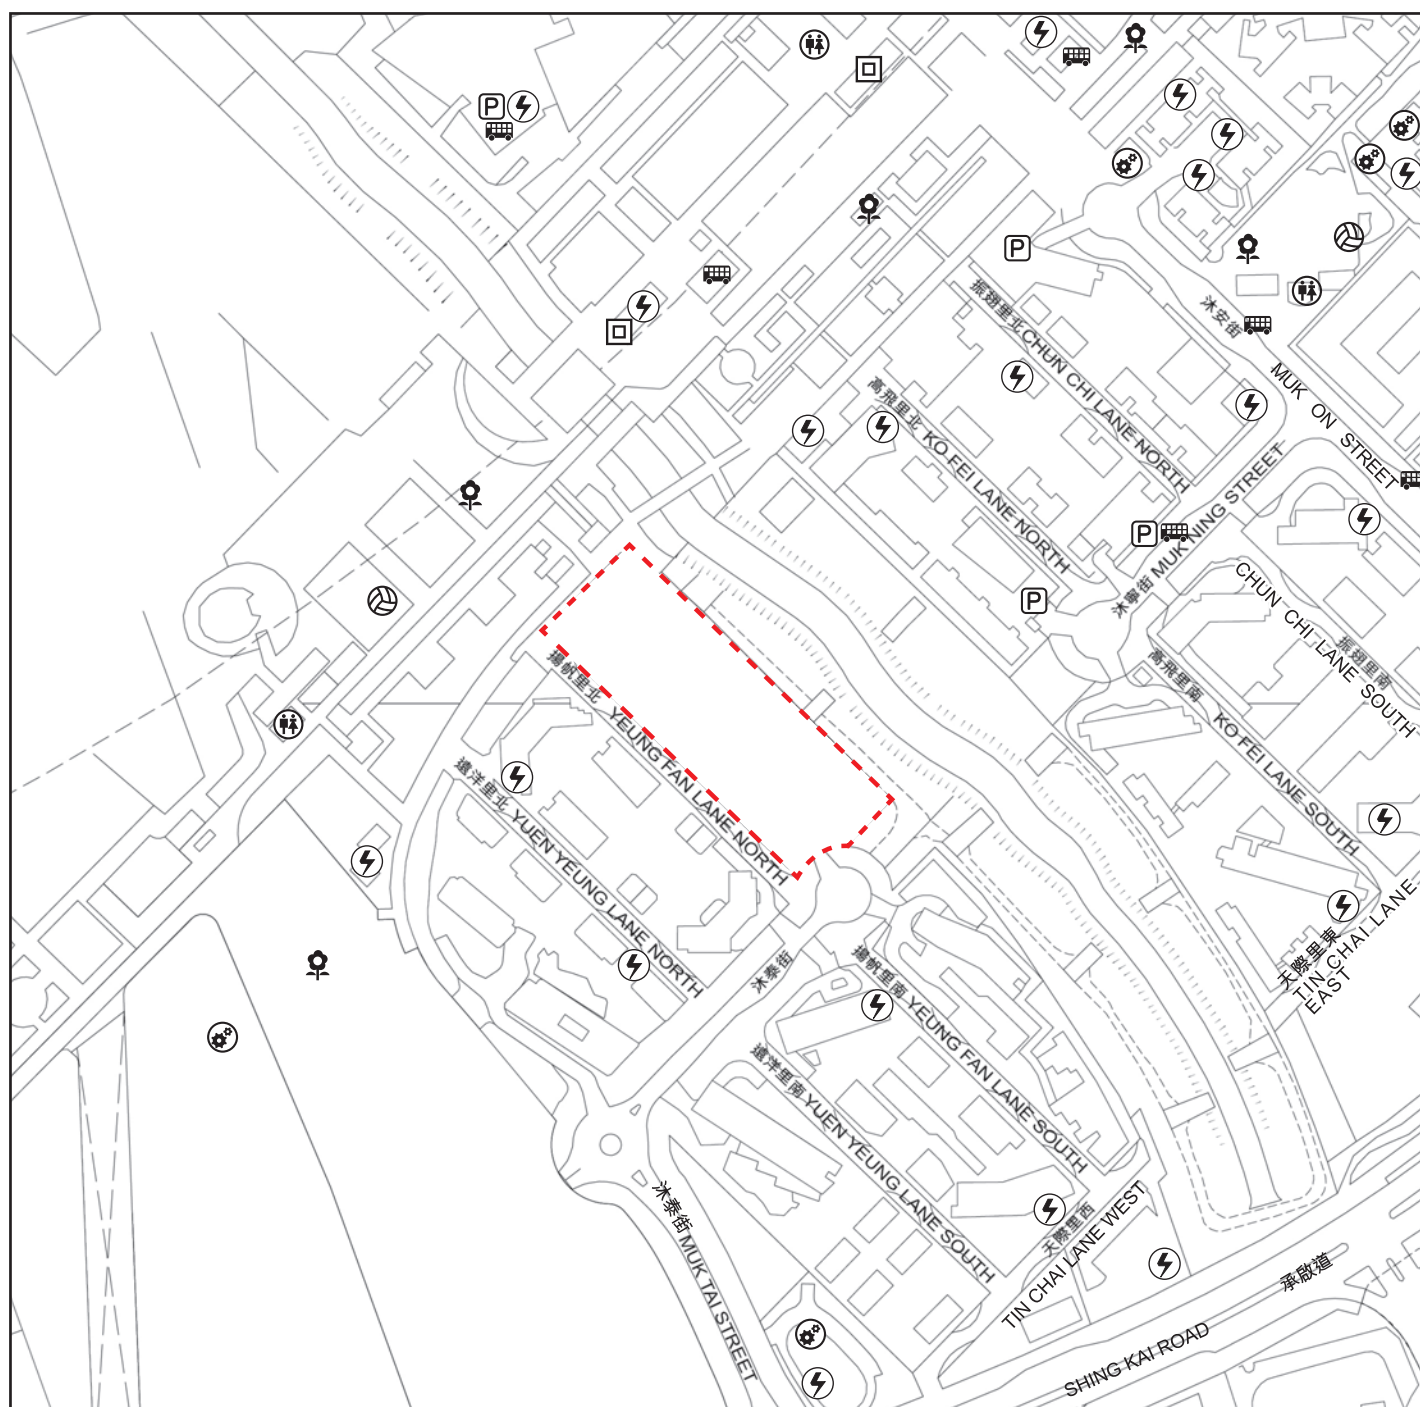 P
P
振翅里北 CHUN CHI LANE NORTH
沐安街
MUK ON STREET
高飛里北 KO FEI LANE NORTH
P
沐寧街 MUK NING STREET
P
CHUN CHI LANE SOUTH
振翅里南
高飛里南 KO FEI LANE SOUTH
揚帆里北 YEUNG FAN LANE NORTH
遠洋里北 YUEN YEUNG LANE NORTH
沐泰街
天際里東
TIN CHAI LANE
EAST
揚帆里南 YEUNG FAN LANE SOUTH
遠洋里南 YUEN YEUNG LANE SOUTH
沐泰街 MUK TAI STREET
天際里西
TIN CHAI LANE WEST
承啟道
SHING KAI ROAD